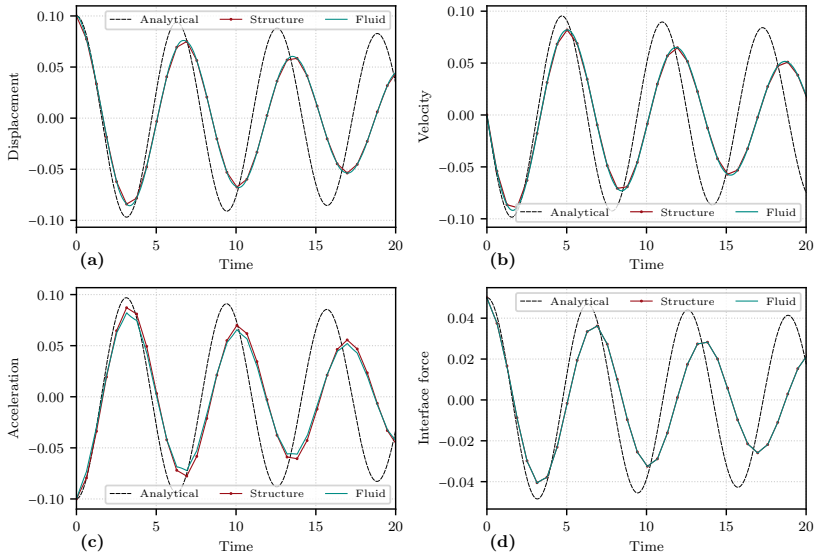 Analytical Structure Fluid
0.10
0.05
0.00
−0.05
−0.10
Displacement
0 5 10 15 20
(a) Time
0.10
0.05
0.00
−0.05
−0.10
Velocity
Analytical Structure Fluid
0 5 10 15 20
(b) Time
0.10
0.05
0.00
−0.05
−0.10
Acceleration
Analytical Structure Fluid
0 5 10 15 20
(c) Time
Analytical Structure Fluid
0.04
0.02
0.00
−0.02
−0.04
Interface force
0 5 10 15 20
(d) Time